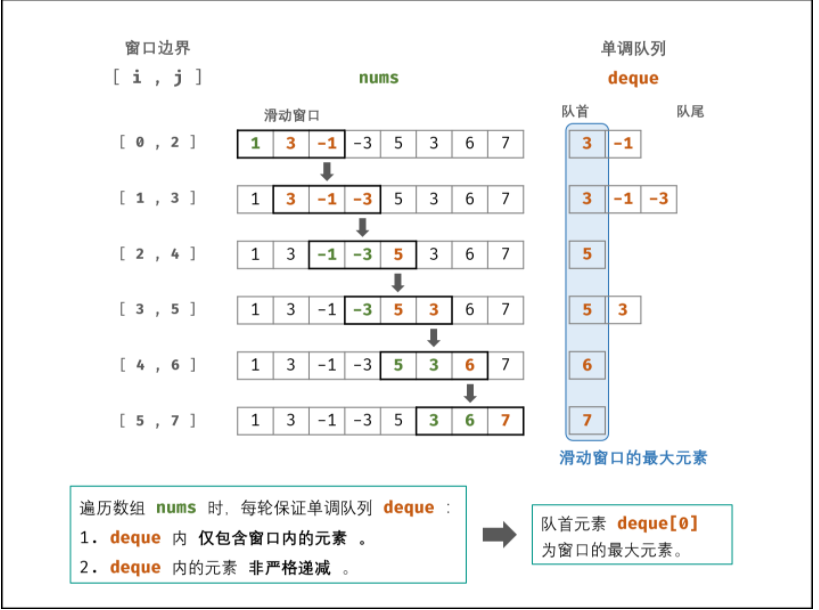 窗口边界 单调队列
[ i , j ] nums deque
滑动窗口 队首 队尾
[ 0 , 2 ] 1 3 -1 -3 5 3 6 7 3 -1
[ 1 , 3 ] 1 3 -1 -3 5 3 6 7 3 -1 -3
[ 2 , 4 ] 1 3 -1 -3 5 3 6 7 5
[ 3 , 5 ] 1 3 -1 -3 5 3 6 7 5 3
[ 4 , 6 ] 1 3 -1 -3 5 3 6 7 6
[ 5 , 7 ] 1 3 -1 -3 5 3 6 7 7
滑动窗口的最大元素
遍历数组 nums 时，每轮保证单调队列 deque ：
1. deque 内 仅包含窗口内的元素 。
2. deque 内的元素 非严格递减 。
队首元素 deque[0]
为窗口的最大元素。